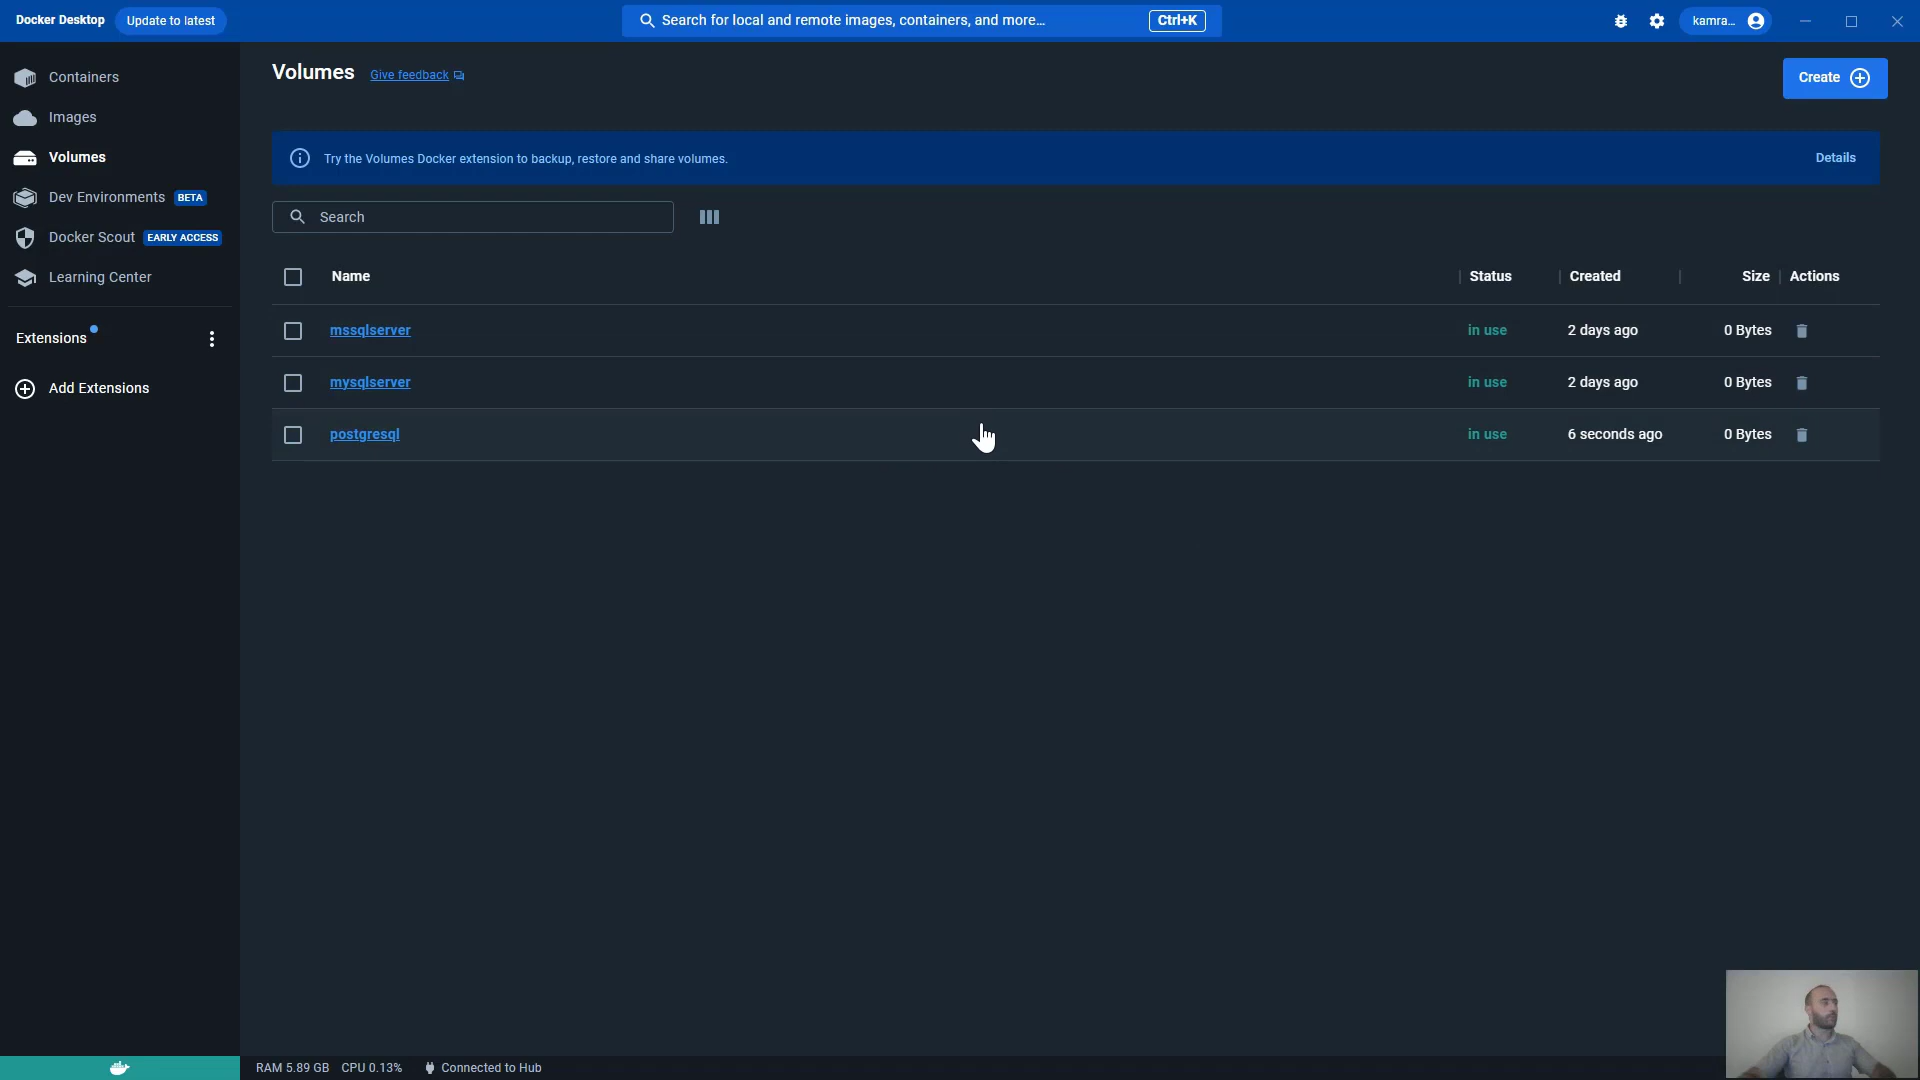 Docker Desktop Update to latest Search for local and remote images, containers, and more... Ctrl+K kamra...
Containers
Images
Volumes
Dev Environments BETA
Docker Scout EARLY ACCESS
Learning Center
Extensions
Add Extensions
Volumes Give feedback
Create
Try the Volumes Docker extension to backup, restore and share volumes. Details
Search
Name Status Created Size Actions
mssqlserver in use 2 days ago 0 Bytes
mysqlserver in use 2 days ago 0 Bytes
postgresql in use 6 seconds ago 0 Bytes
RAM 5.89 GB CPU 0.13% Connected to Hub